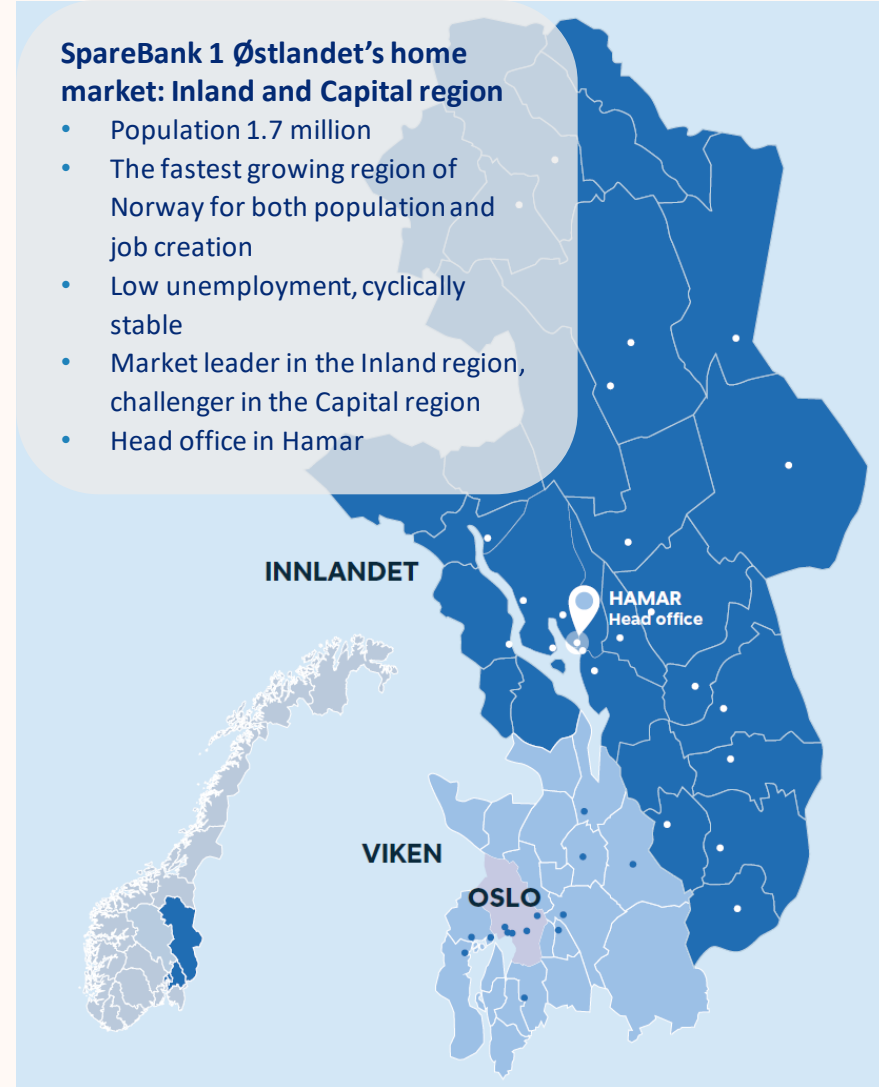 SpareBank 1 Østlandet's home
market: Inland and Capital region
• Population 1.7 million
• The fastest growing region of
Norway for both population and
job creation
• Low unemployment, cyclically
stable
• Market leader in the Inland region,
challenger in the Capital region
• Head office in Hamar
INNLANDET
HAMAR
Head office
VIKEN
OSLO